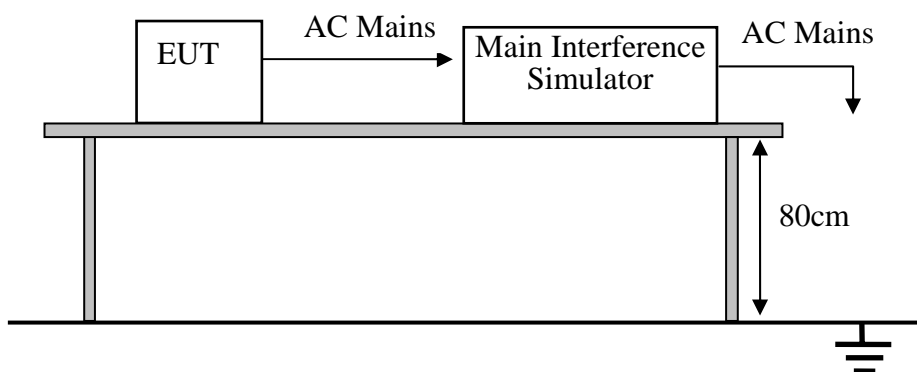 EUT
AC Mains
Main Interference
Simulator
AC Mains
80cm